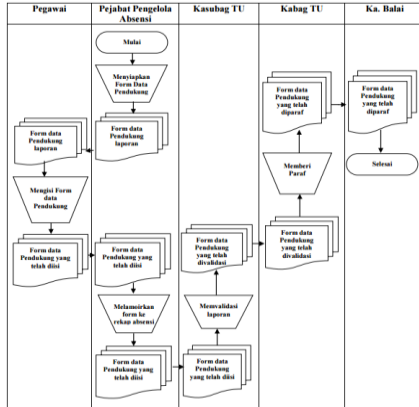 Pegawai
Pejabat Pengelola
Absensi
Kasubag TU
Kabag TU
Ka. Balai
Mulai
Menyiapkan
Form Data
Pendukung
Form data
Pendukung
laporan
Form data
Pendukung
laporan
Mengisi Form
data
Pendukung
Form data
Pendukung yang
telah diisi
Form data
Pendukung yang
telah diisi
Melamoirkan
form ke
rekap absensi
Form data
Pendukung yang
telah diisi
Form data
Pendukung
yang telah diisi
Memvalidasi
laporan
Form data
Pendukung
yang telah
divalidasi
Form data
Pendukung
yang telah
divalidasi
Memberi
Paraf
Form data
Pendukung
yang telah
diparaf
Form data
Pendukung
yang telah
diparaf
Selesai